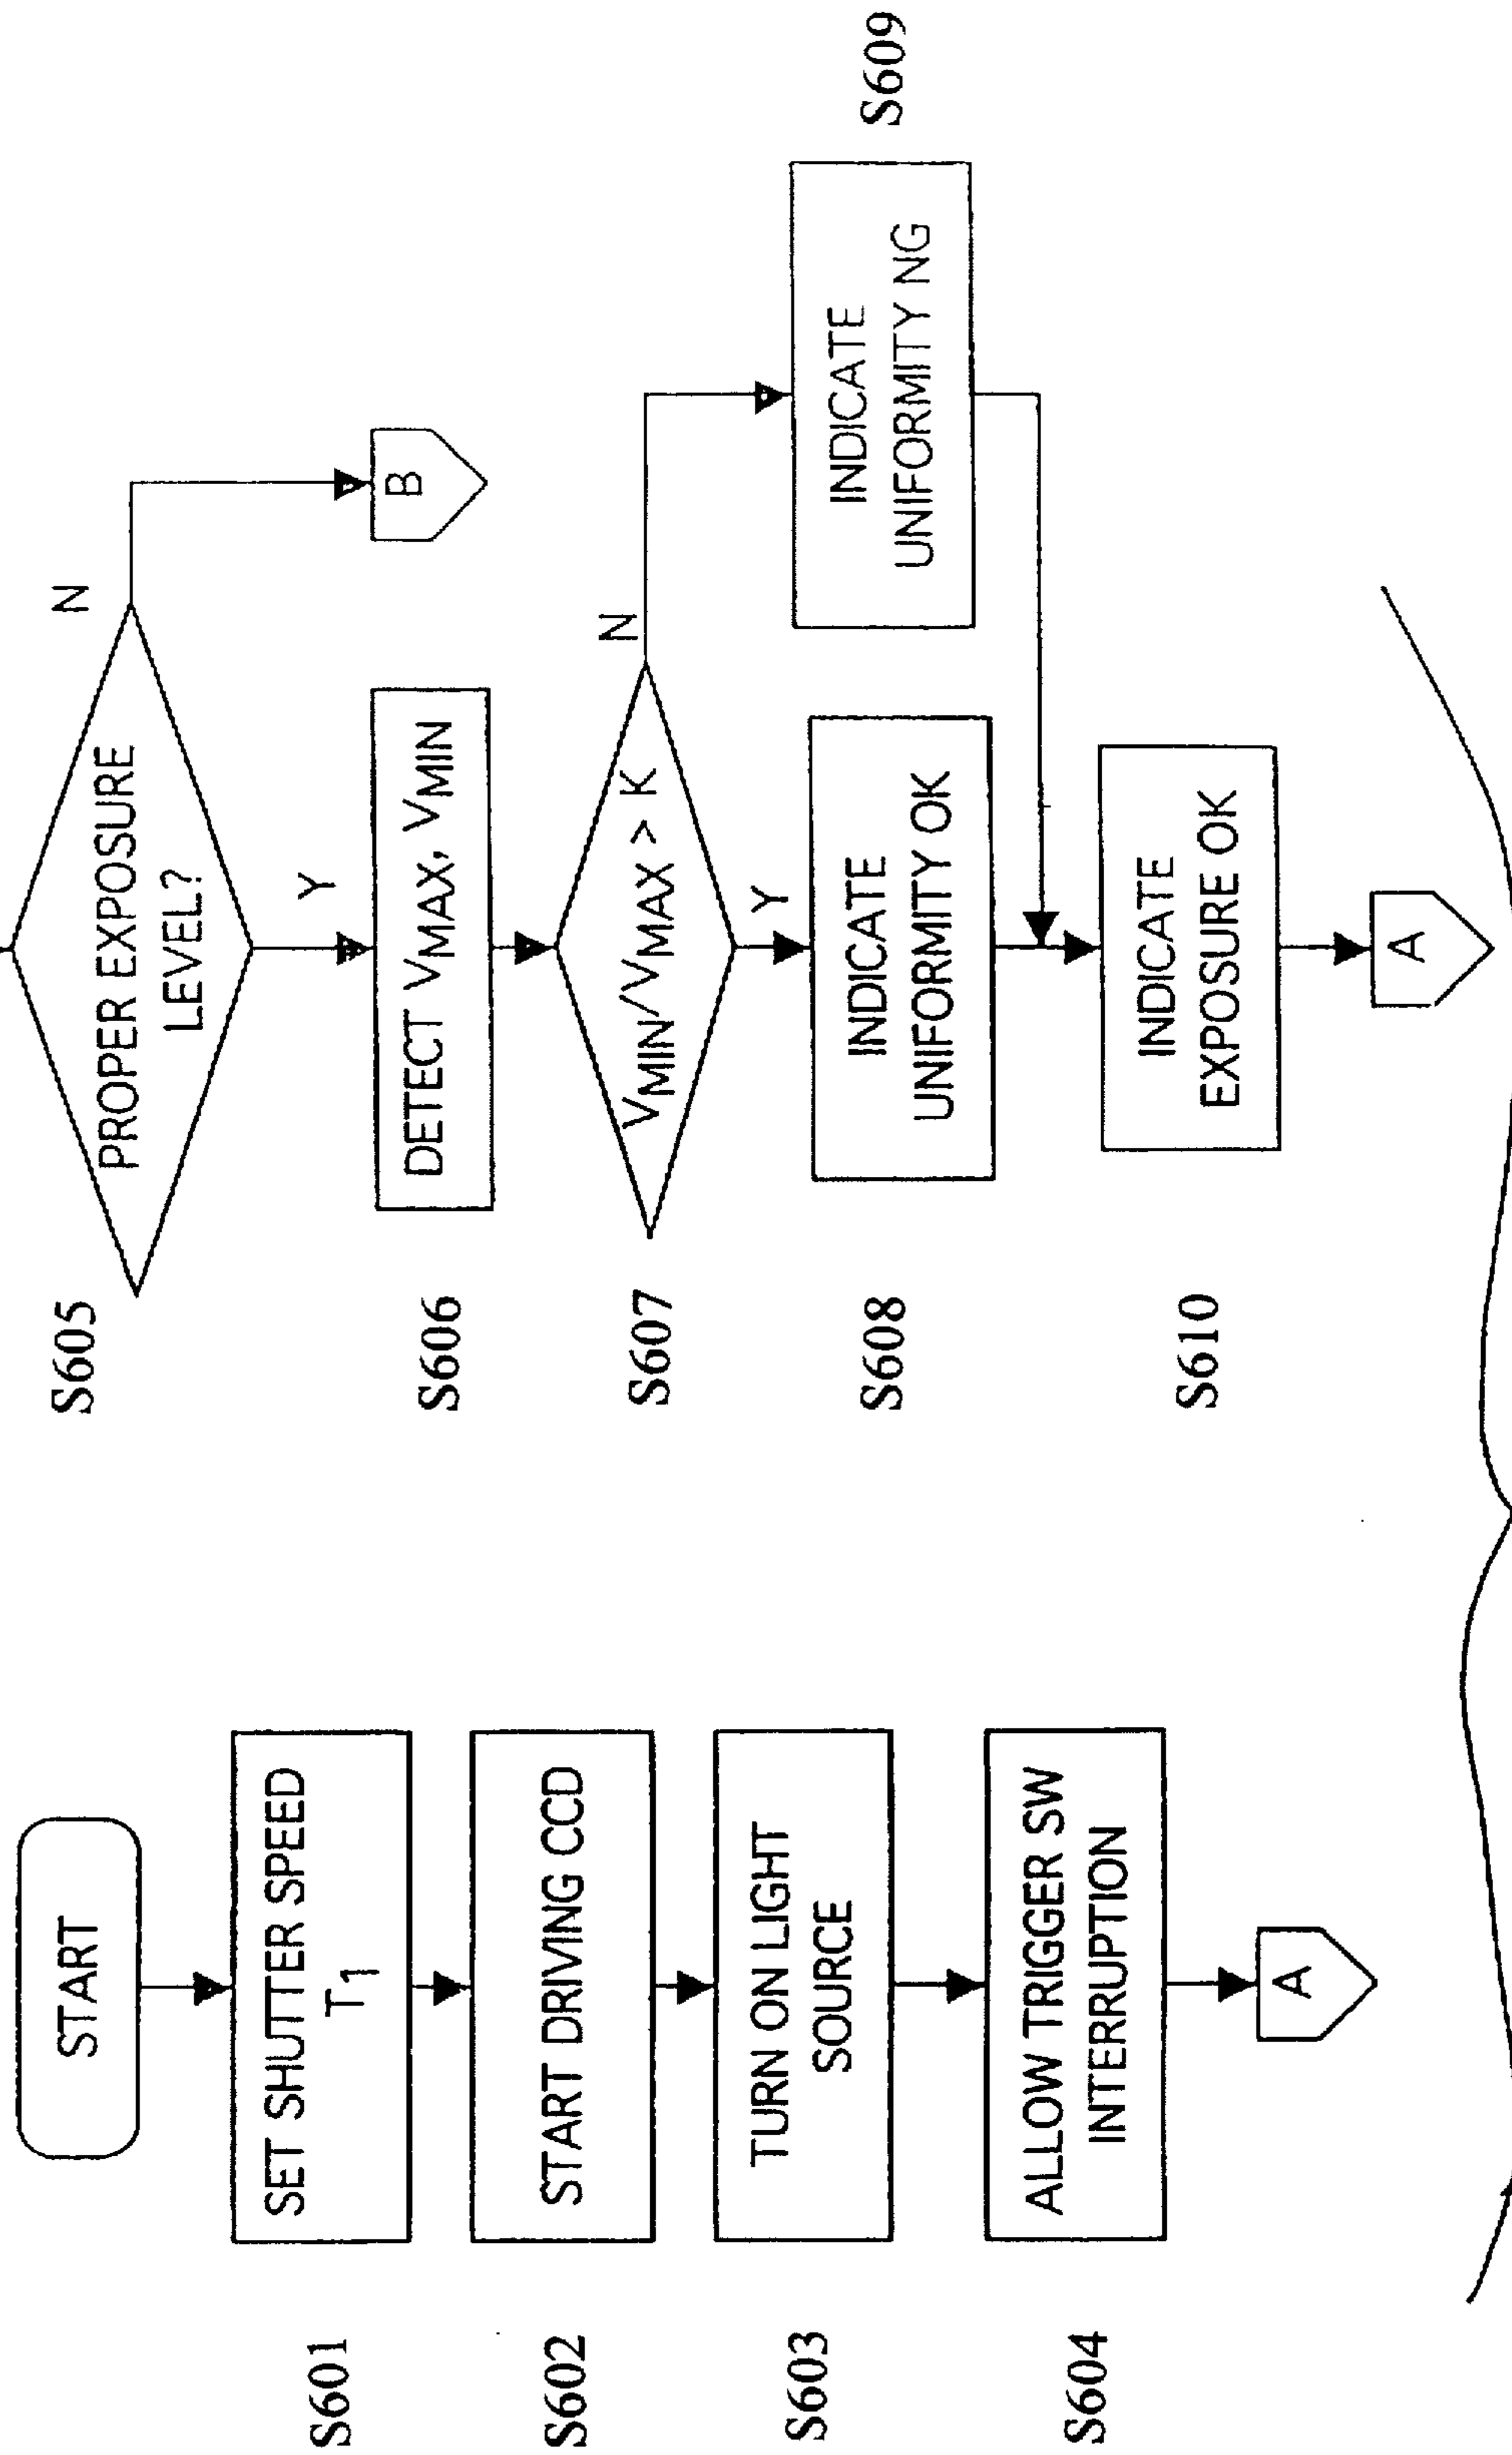 START
S601
SET SHUTTER SPEED
T1
S602
START DRIVING CCD
S603
TURN ON LIGHT
SOURCE
S604
ALLOW TRIGGER SW
INTERRUPTION
A
S605
PROPER EXPOSURE
LEVEL?
N
B
Y
S606
DETECT VMAX, VMIN
S607
VMIN/VMAX > K
N
Y
S608
INDICATE
UNIFORMITY OK
S609
INDICATE
UNIFORMITY NG
S610
INDICATE
EXPOSURE OK
A